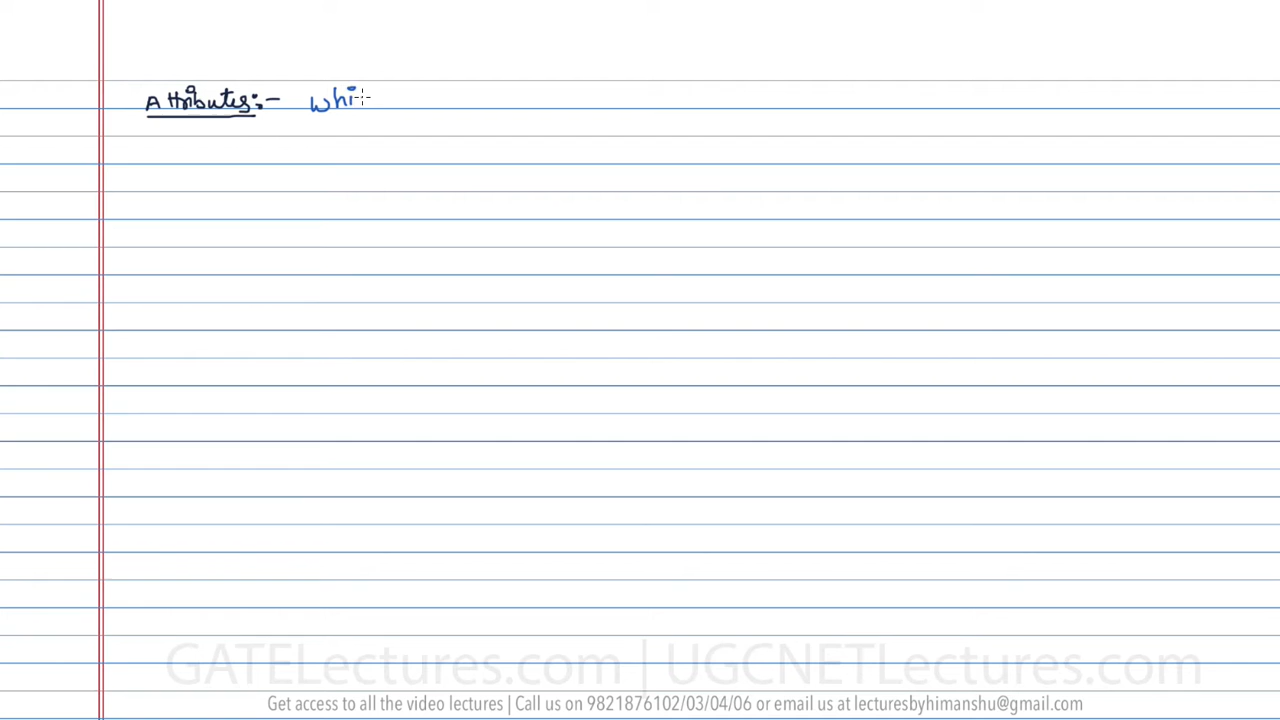 Attributes:- Whi
GATELectures.com | UGCNETLectures.com
Get access to all the video lectures | Call us on 9821876102/03/04/06 or email us at lecturesbyhimanshu@gmail.com